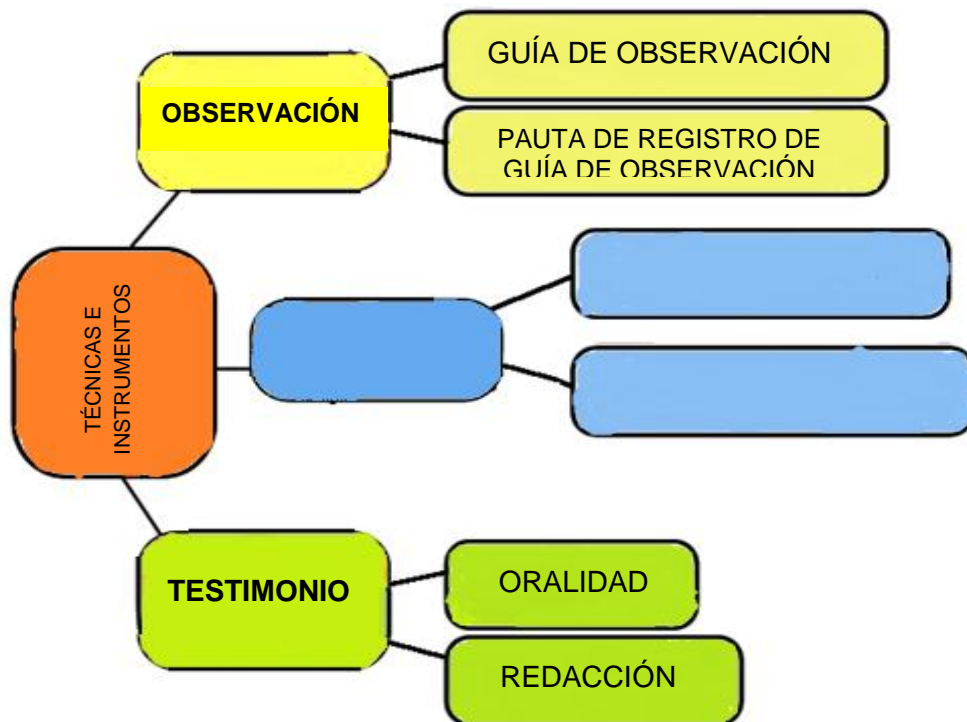 GUÍA DE OBSERVACIÓN
OBSERVACIÓN
PAUTA DE REGISTRO DE
GUÍA DE OBSERVACIÓN
TÉCNICAS E
INSTRUMENTOS
TESTIMONIO
ORALIDAD
REDACCIÓN